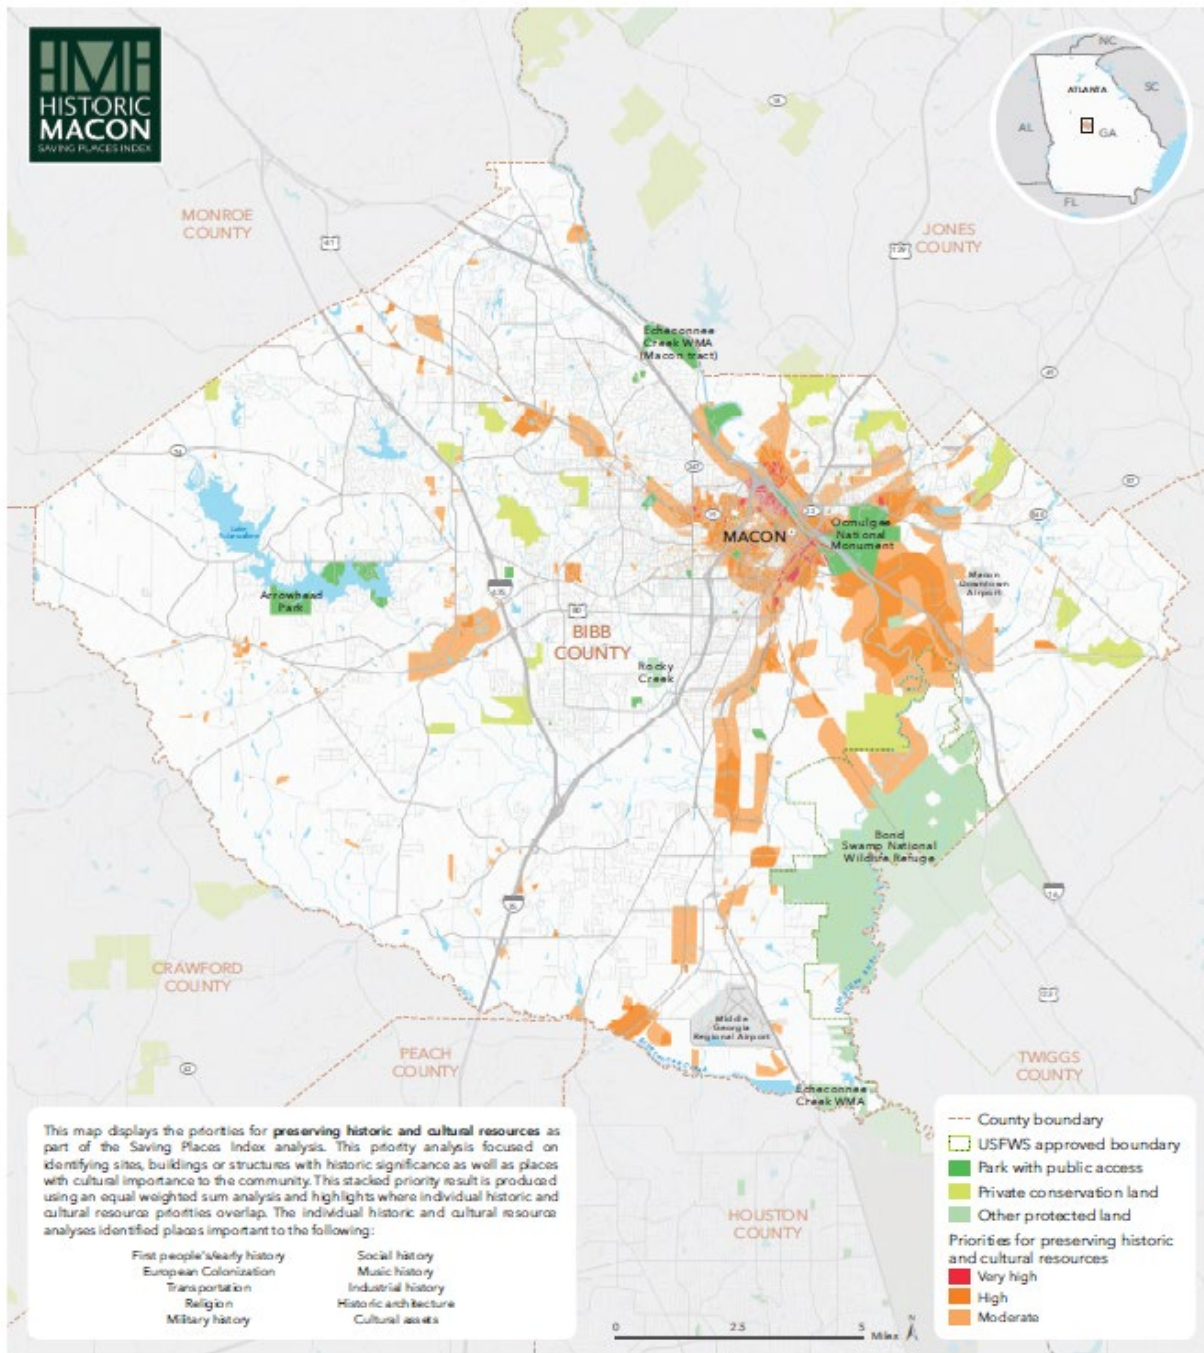 HISTORIC
MACON
SAVING PLACES INDEX
NC
ATLANTA
SC
AL
GA
FL
MONROE
COUNTY
41
JONES
COUNTY
129
Echeconnee
Creek WMA
(Macon tract)
MACON
Ocmulgee
National
Monument
Macon
Downtown
Airport
Arrowhead
Park
475
80
BIBB
COUNTY
Rocky
Creek
Bond
Swamp National
Wildlife Refuge
16
CRAWFORD
COUNTY
Middle
Georgia
Regional Airport
PEACH
COUNTY
TWIGGS
COUNTY
Echeconnee
Creek WMA
HOUSTON
COUNTY
This map displays the priorities for preserving historic and cultural resources as
part of the Saving Places Index analysis. This priority analysis focused on
identifying sites, buildings or structures with historic significance as well as places
with cultural importance to the community. This stacked priority result is produced
using an equal weighted sum analysis and highlights where individual historic and
cultural resource priorities overlap. The individual historic and cultural resource
analyses identified places important to the following:
First people's/early history
European Colonization
Transportation
Religion
Military history
Social history
Music history
Industrial history
Historic architecture
Cultural assets
County boundary
USFWS approved boundary
Park with public access
Private conservation land
Other protected land
Priorities for preserving historic
and cultural resources
Very high
High
Moderate
0 2.5 5
Miles
N